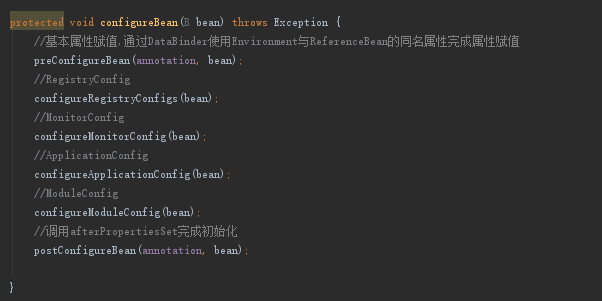 protected void configureBean(B bean) throws Exception {
//基本属性赋值,通过DataBinder使用Environment与ReferenceBean的同名属性完成属性赋值
preConfigureBean(annotation, bean);
//RegistryConfig
configureRegistryConfigs(bean);
//MonitorConfig
configureMonitorConfig(bean);
//ApplicationConfig
configureApplicationConfig(bean);
//ModuleConfig
configureModuleConfig(bean);
//调用afterPropertiesSet完成初始化
postConfigureBean(annotation, bean);
}